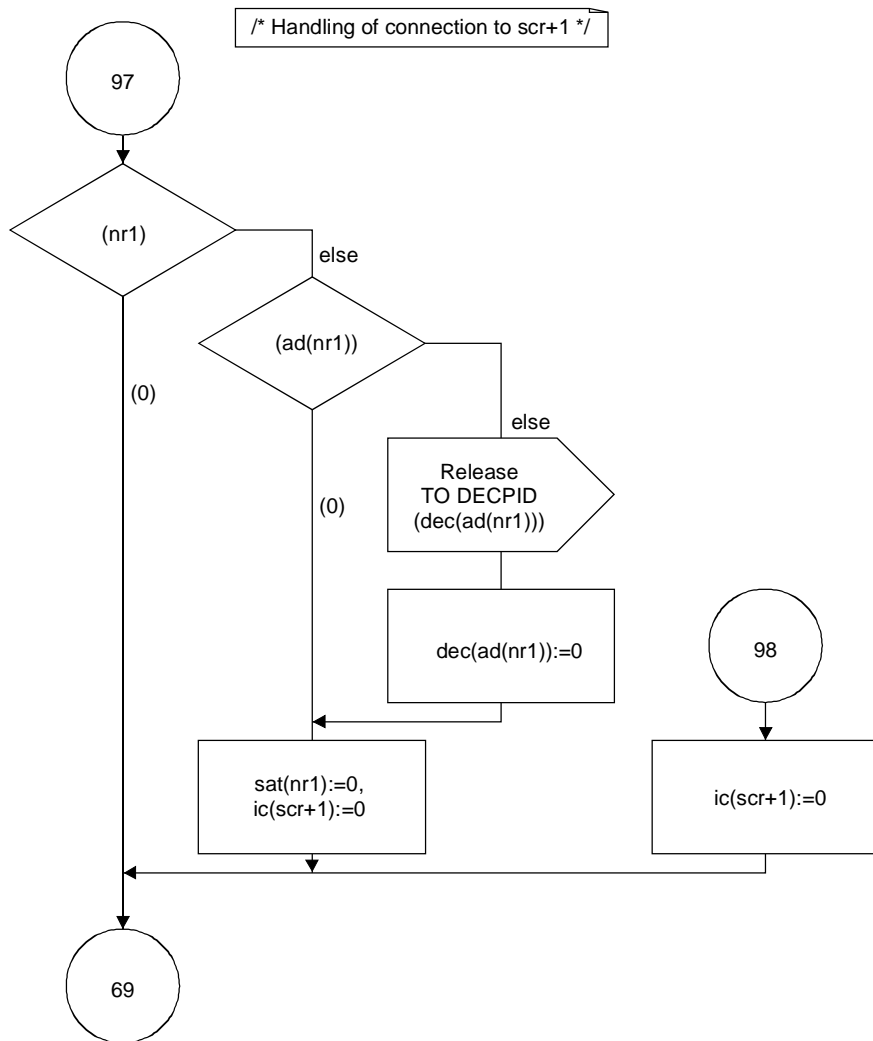 /* Handling of connection to scr+1 */
97
(nr1)
else
(ad(nr1))
(0)
else
Release
TO DECPID
(dec(ad(nr1)))
(0)
dec(ad(nr1)):=0
98
sat(nr1):=0,
ic(scr+1):=0
ic(scr+1):=0
69